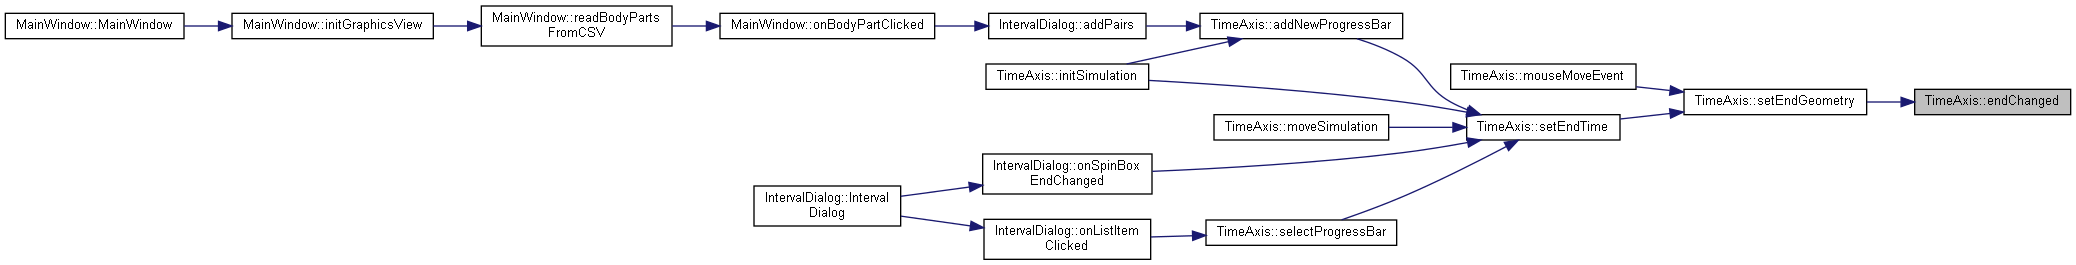 MainWindow::MainWindow
MainWindow::initGraphicsView
MainWindow::readBodyParts
FromCSV
MainWindow::onBodyPartClicked
IntervalDialog::addPairs
TimeAxis::addNewProgressBar
TimeAxis::initSimulation
TimeAxis::mouseMoveEvent
TimeAxis::setEndGeometry
TimeAxis::endChanged
TimeAxis::moveSimulation
TimeAxis::setEndTime
IntervalDialog::onSpinBox
EndChanged
IntervalDialog::Interval
Dialog
IntervalDialog::onListItem
Clicked
TimeAxis::selectProgressBar